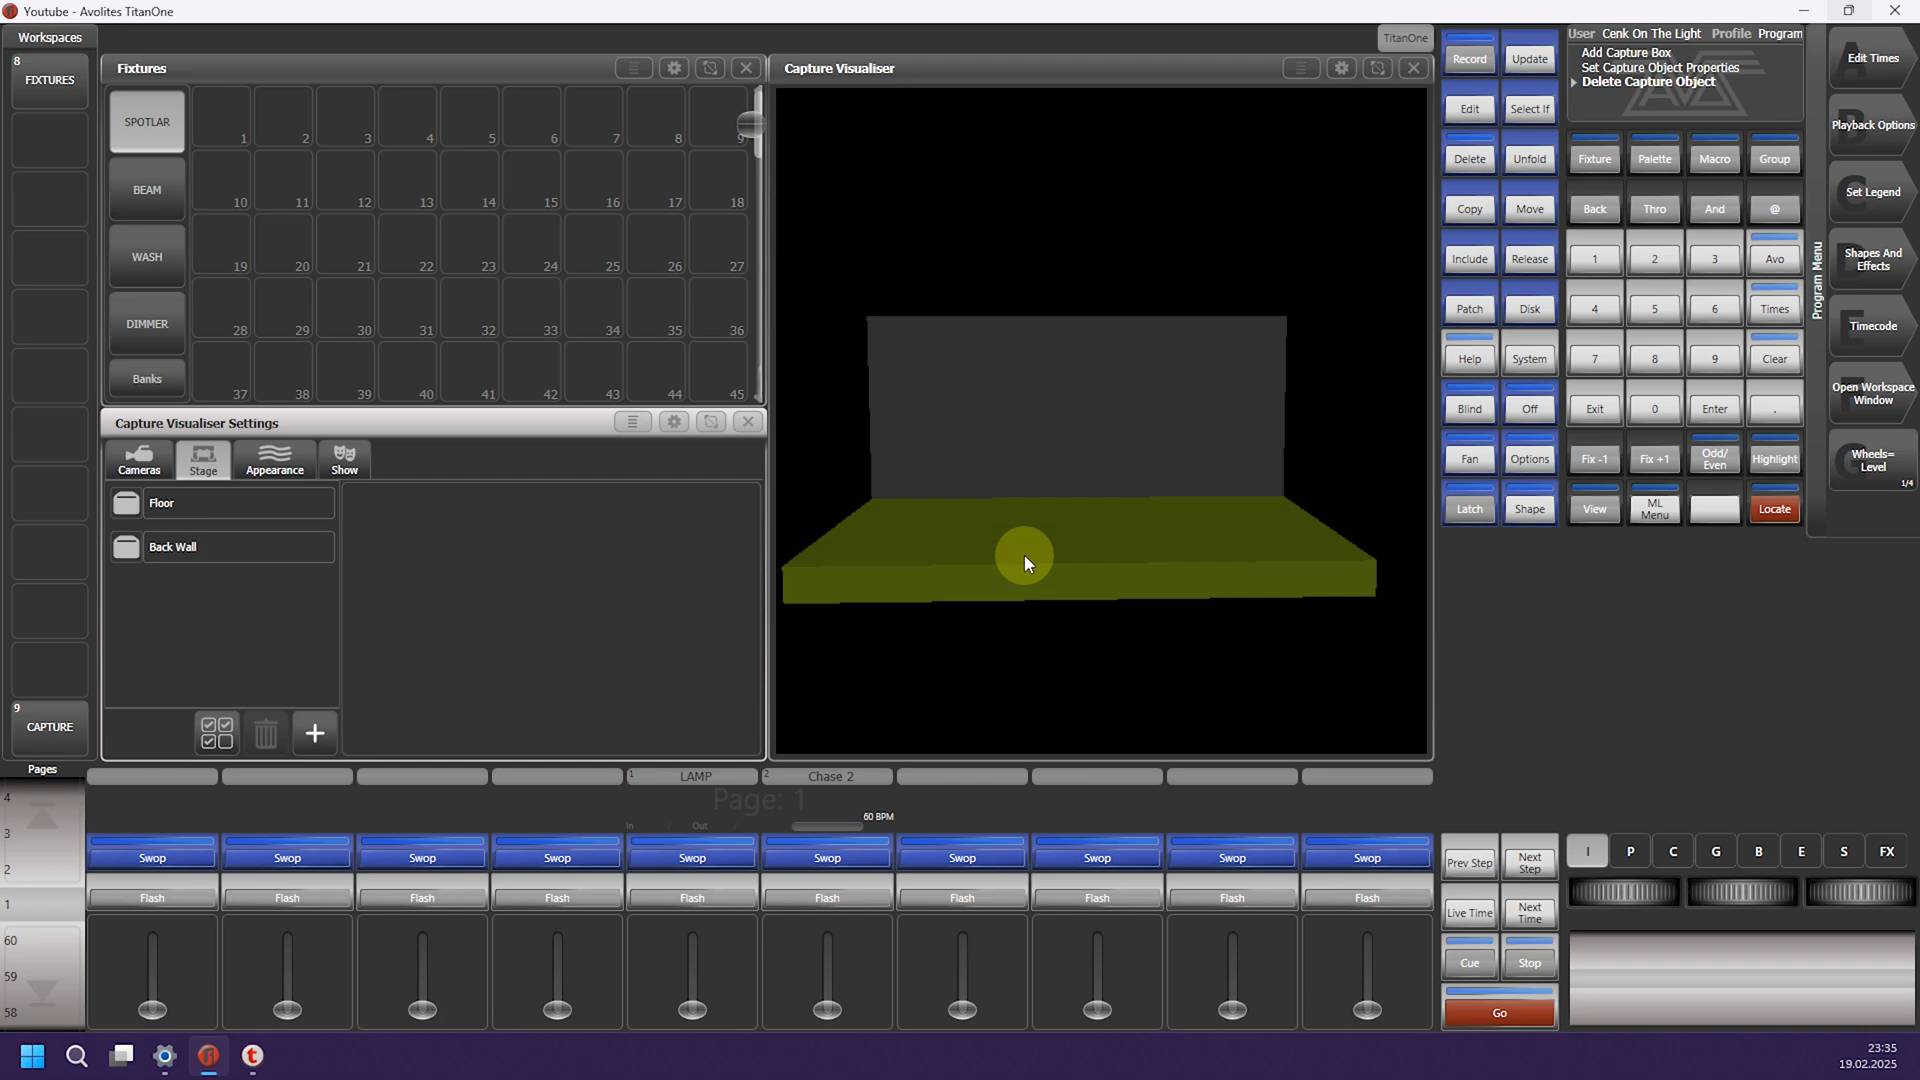 Youtube - Avolites TitanOne
Workspaces
8
FIXTURES
9
CAPTURE
Pages
4
3
2
1
60
59
58
Fixtures
SPOTLAR
BEAM
WASH
DIMMER
Banks
1 2 3 4 5 6 7 8 9
10 11 12 13 14 15 16 17 18
19 20 21 22 23 24 25 26 27
28 29 30 31 32 33 34 35 36
37 38 39 40 41 42 43 44 45
Capture Visualiser Settings
Cameras Stage Appearance Show
Floor
Back Wall
TitanOne
Capture Visualiser
Record Update
Edit Select If
Delete Unfold
Copy Move
Include Release
Patch Disk
Help System
Blind Off
Fan Options
Latch Shape
User Cenk On The Light Profile Program
Add Capture Box
Set Capture Object Properties
Delete Capture Object
Fixture Palette Macro Group
Back Thro And @
1 2 3 Avo
4 5 6 Times
7 8 9 Clear
Exit 0 Enter .
Fix -1 Fix +1 Odd/ Even Highlight
View ML Menu Locate
Program Menu
A
Edit Times
Playback Options
C
Set Legend
Shapes And
Effects
E
Timecode
Open Workspace
Window
G
Wheels=
Level
1/4
1 LAMP
2 Chase 2
Page: 1
In / Out /
60 BPM
Swop Swop Swop Swop Swop Swop Swop Swop Swop Swop
Flash Flash Flash Flash Flash Flash Flash Flash Flash Flash
Prev Step Next Step
Live Time Next Time
Cue Stop
Go
I P C G B E S FX
23:35
19.02.2025